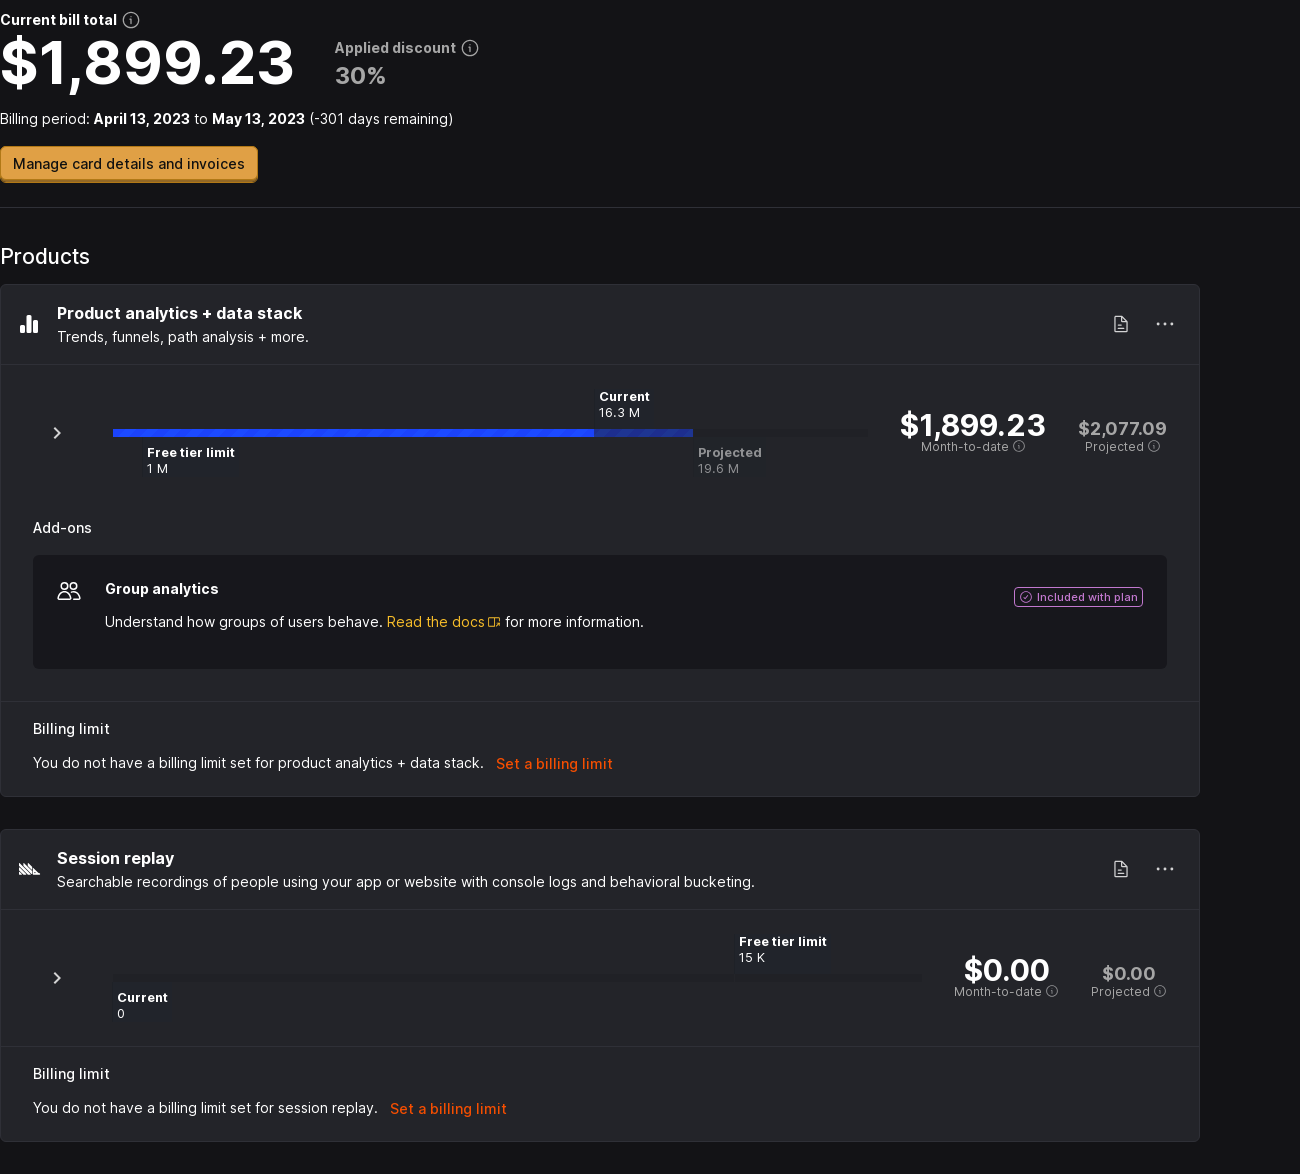 Current bill total
$1,899.23
Applied discount
30%
Billing period: April 13, 2023 to May 13, 2023 (-301 days remaining)
Manage card details and invoices
Products
Product analytics + data stack
Trends, funnels, path analysis + more.
Current
16.3 M
Free tier limit
1 M
Projected
19.6 M
$1,899.23
Month-to-date
$2,077.09
Projected
Add-ons
Group analytics
Understand how groups of users behave. Read the docs for more information.
Included with plan
Billing limit
You do not have a billing limit set for product analytics + data stack. Set a billing limit
Session replay
Searchable recordings of people using your app or website with console logs and behavioral bucketing.
Free tier limit
15 K
Current
0
$0.00
Month-to-date
$0.00
Projected
Billing limit
You do not have a billing limit set for session replay. Set a billing limit